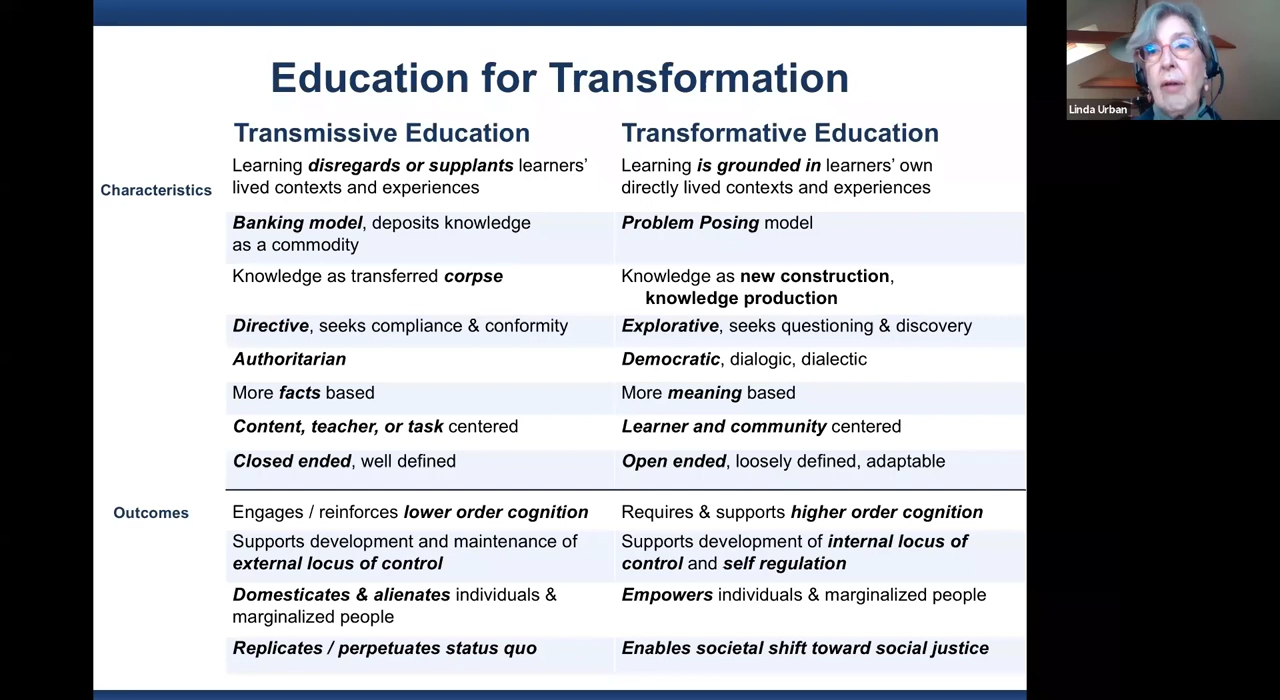 Education for Transformation
Transmissive Education
Transformative Education
Characteristics
Learning disregards or supplants learners’
lived contexts and experiences
Learning is grounded in learners’ own
directly lived contexts and experiences
Banking model, deposits knowledge
as a commodity
Problem Posing model
Knowledge as transferred corpse
Knowledge as new construction,
knowledge production
Directive, seeks compliance & conformity
Explorative, seeks questioning & discovery
Authoritarian
Democratic, dialogic, dialectic
More facts based
More meaning based
Content, teacher, or task centered
Learner and community centered
Closed ended, well defined
Open ended, loosely defined, adaptable
Outcomes
Engages / reinforces lower order cognition
Requires & supports higher order cognition
Supports development and maintenance of
external locus of control
Supports development of internal locus of
control and self regulation
Domesticates & alienates individuals &
marginalized people
Empowers individuals & marginalized people
Replicates / perpetuates status quo
Enables societal shift toward social justice
Linda Urban